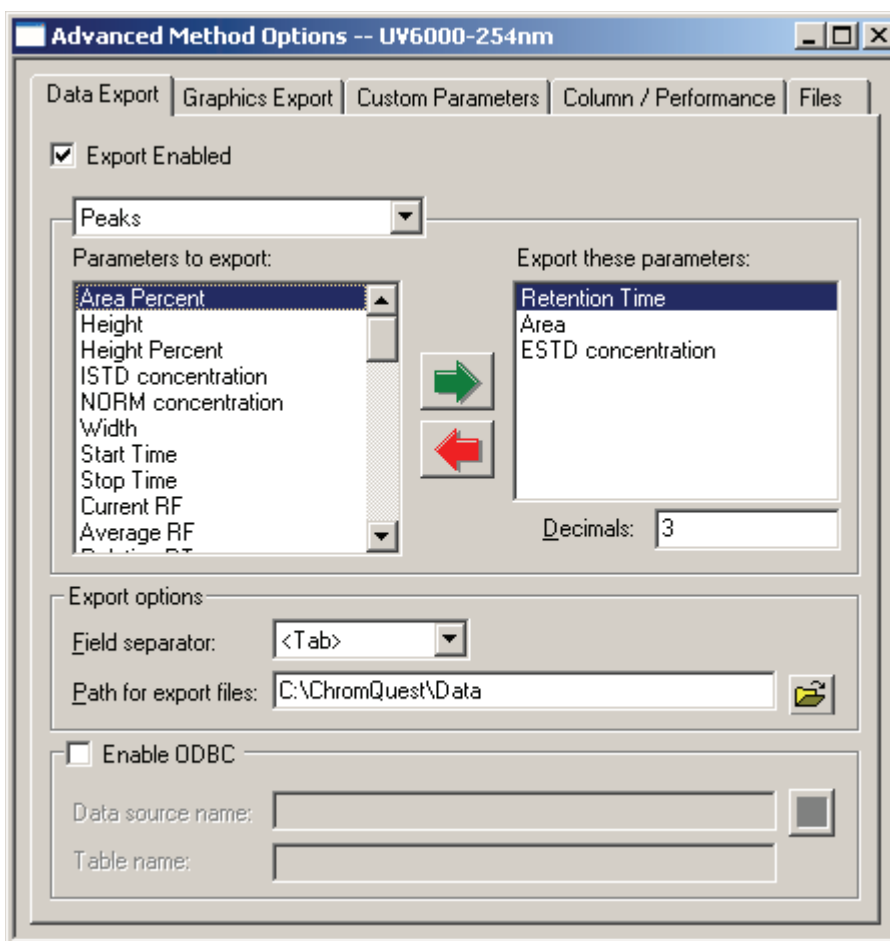 Advanced Method Options -- UV6000-254nm
Data Export
Graphics Export
Custom Parameters
Column / Performance
Files
Export Enabled
Peaks
Parameters to export:
Area Percent
Height
Height Percent
ISTD concentration
NORM concentration
Width
Start Time
Stop Time
Current RF
Average RF
Export these parameters:
Retention Time
Area
ESTD concentration
Decimals: 3
Export options
Field separator: <Tab>
Path for export files: C:\ChromQuest\Data
Enable ODBC
Data source name:
Table name: